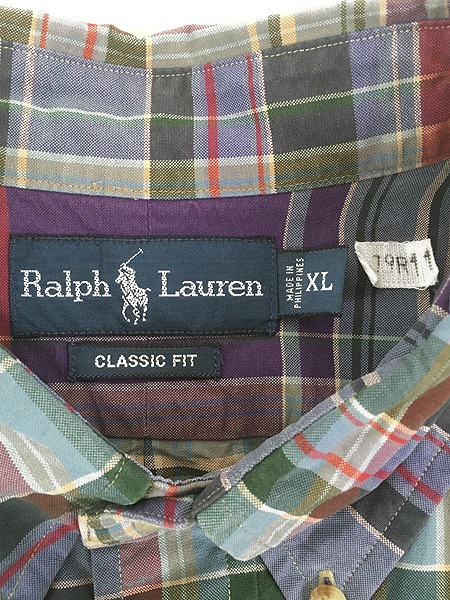 Ralph Lauren
MADE IN
PHILIPPINES
XL
CLASSIC FIT